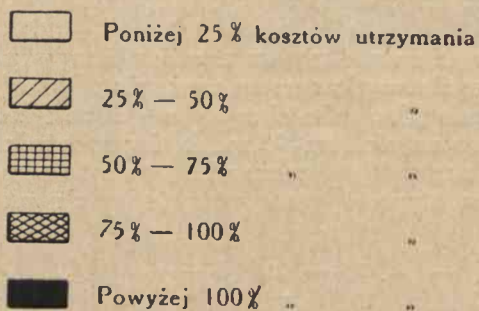 Poniżej 25% kosztów utrzymania
25% — 50% "
50% — 75% " "
75% — 100% "
Powyżej 100% " "